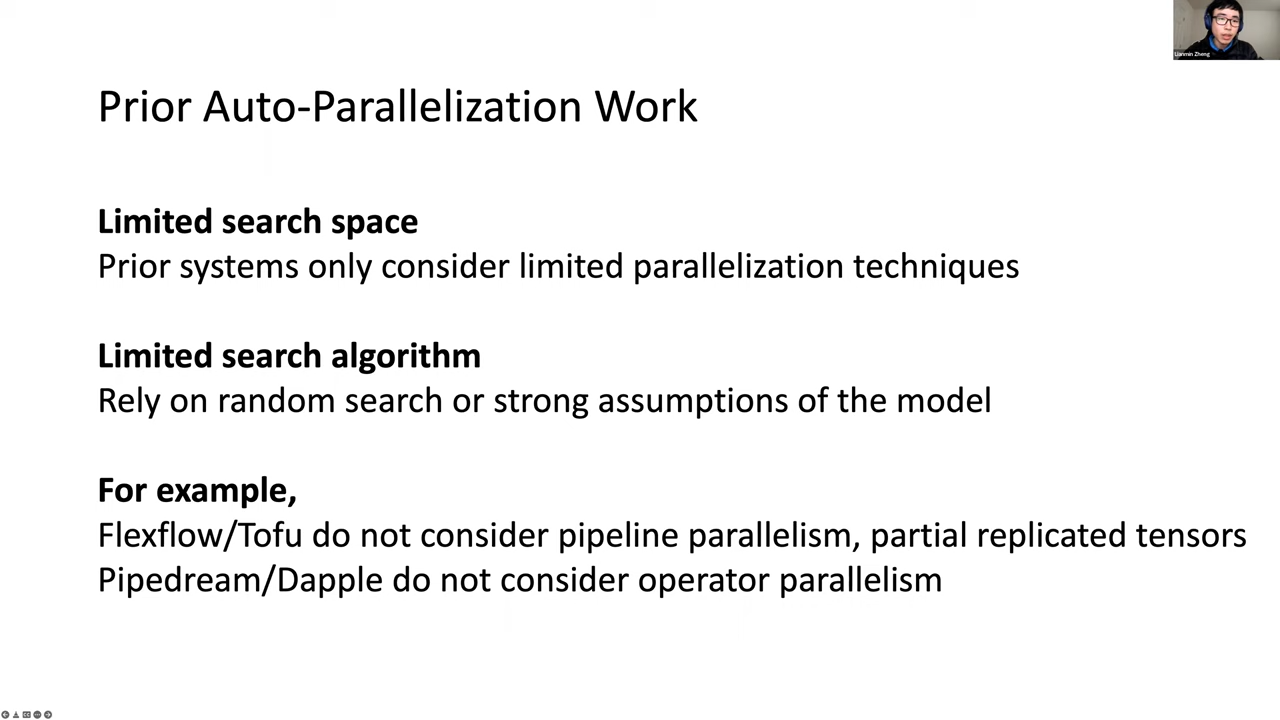 Lianmin Zheng
Prior Auto-Parallelization Work
Limited search space
Prior systems only consider limited parallelization techniques
Limited search algorithm
Rely on random search or strong assumptions of the model
For example,
Flexflow/Tofu do not consider pipeline parallelism, partial replicated tensors
Pipedream/Dapple do not consider operator parallelism